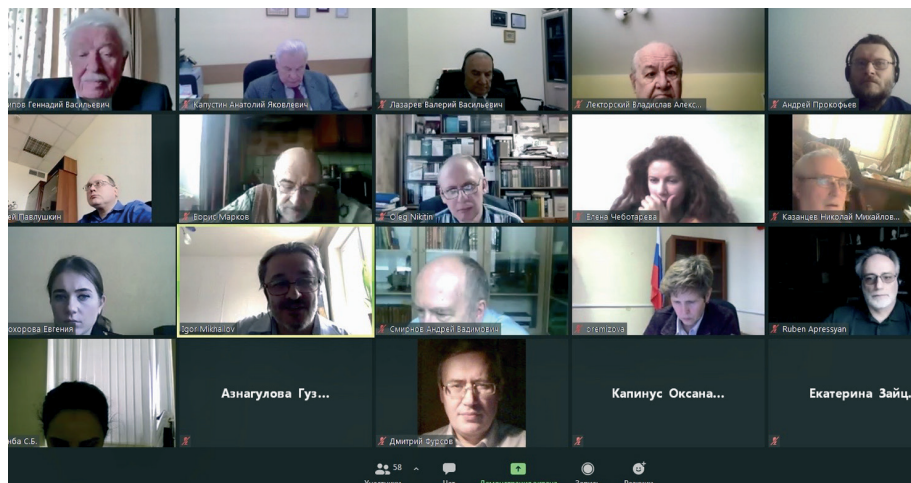 ипов Геннадий Васильевич
Капустин Анатолий Яковлевич
Лазарев Валерий Васильевич
Лекторский Владислав Алекс...
Андрей Прокофьев
ей Павлушкин
Борис Марков
Oleg Nikitin
Елена Чеботарева
Казанцев Николай Михайлов...
охорова Евгения
Igor Mikhailov
Смирнов Андрей Вадимович
premizova
Ruben Apressyan
нба С.Б.
Азнагулова Гуз...
Дмитрий Фурсов
Капинус Оксана...
Екатерина Зайц.
58